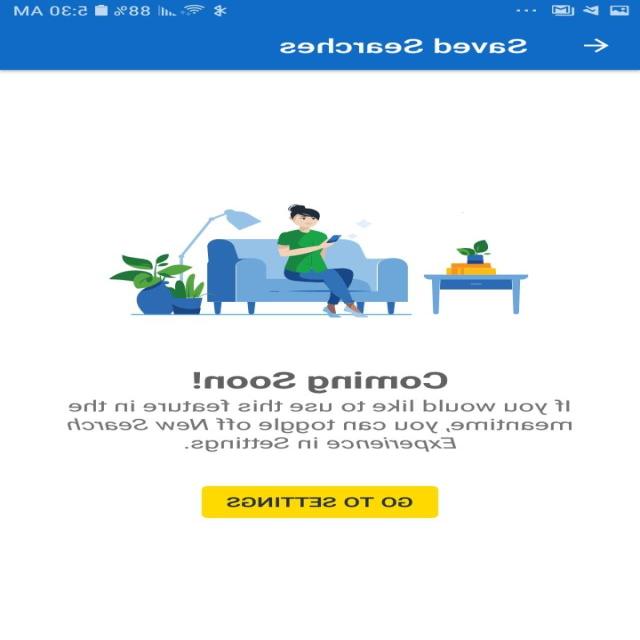 5:30 AM 88%
Saved Searches
Coming Soon!
If you would like to use this feature in the
meantime, you can toggle off New Search
Experience in Settings.
GO TO SETTINGS